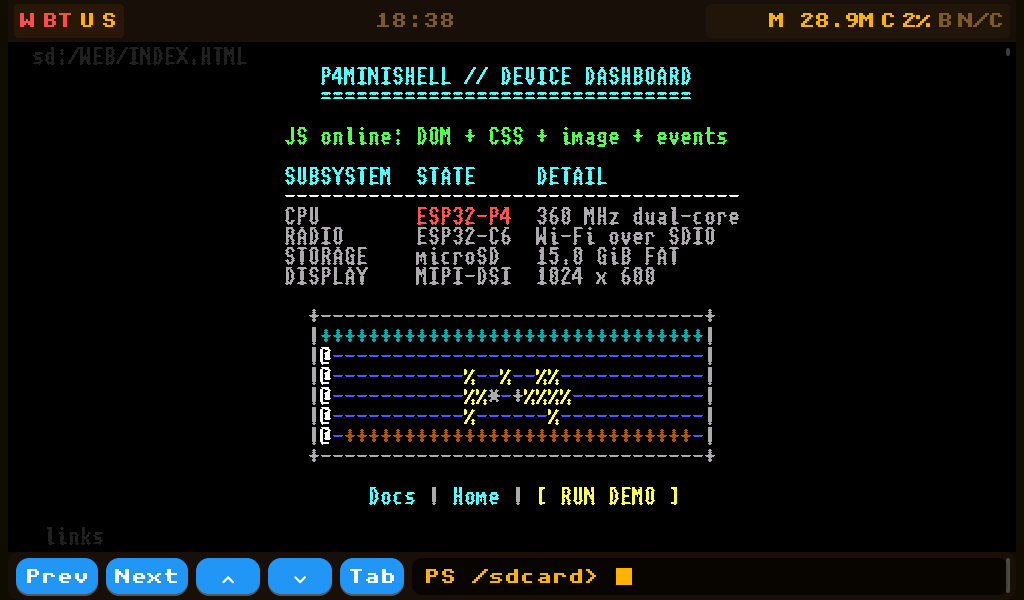 W BT U S 18:38 M 28.9M C 2% B N/C
sd:/WEB/INDEX.HTML
P4MINISHELL // DEVICE DASHBOARD
===============================
JS online: DOM + CSS + image + events
SUBSYSTEM STATE DETAIL
--------------------------------------
CPU ESP32-P4 360 MHz dual-core
RADIO ESP32-C6 Wi-Fi over SDIO
STORAGE microSD 15.0 GiB FAT
DISPLAY MIPI-DSI 1024 x 600
+--------------------------------+
|++++++++++++++++++++++++++++++++|
|@-------------------------------|
|@-----------%--%--%%------------|
|@-----------%%*-+%%%%-----------|
|@-----------%------%------------|
|@-+++++++++++++++++++++++++++++-|
+--------------------------------+
Docs | Home | [ RUN DEMO ]
links
Prev Next ^ v Tab PS /sdcard>